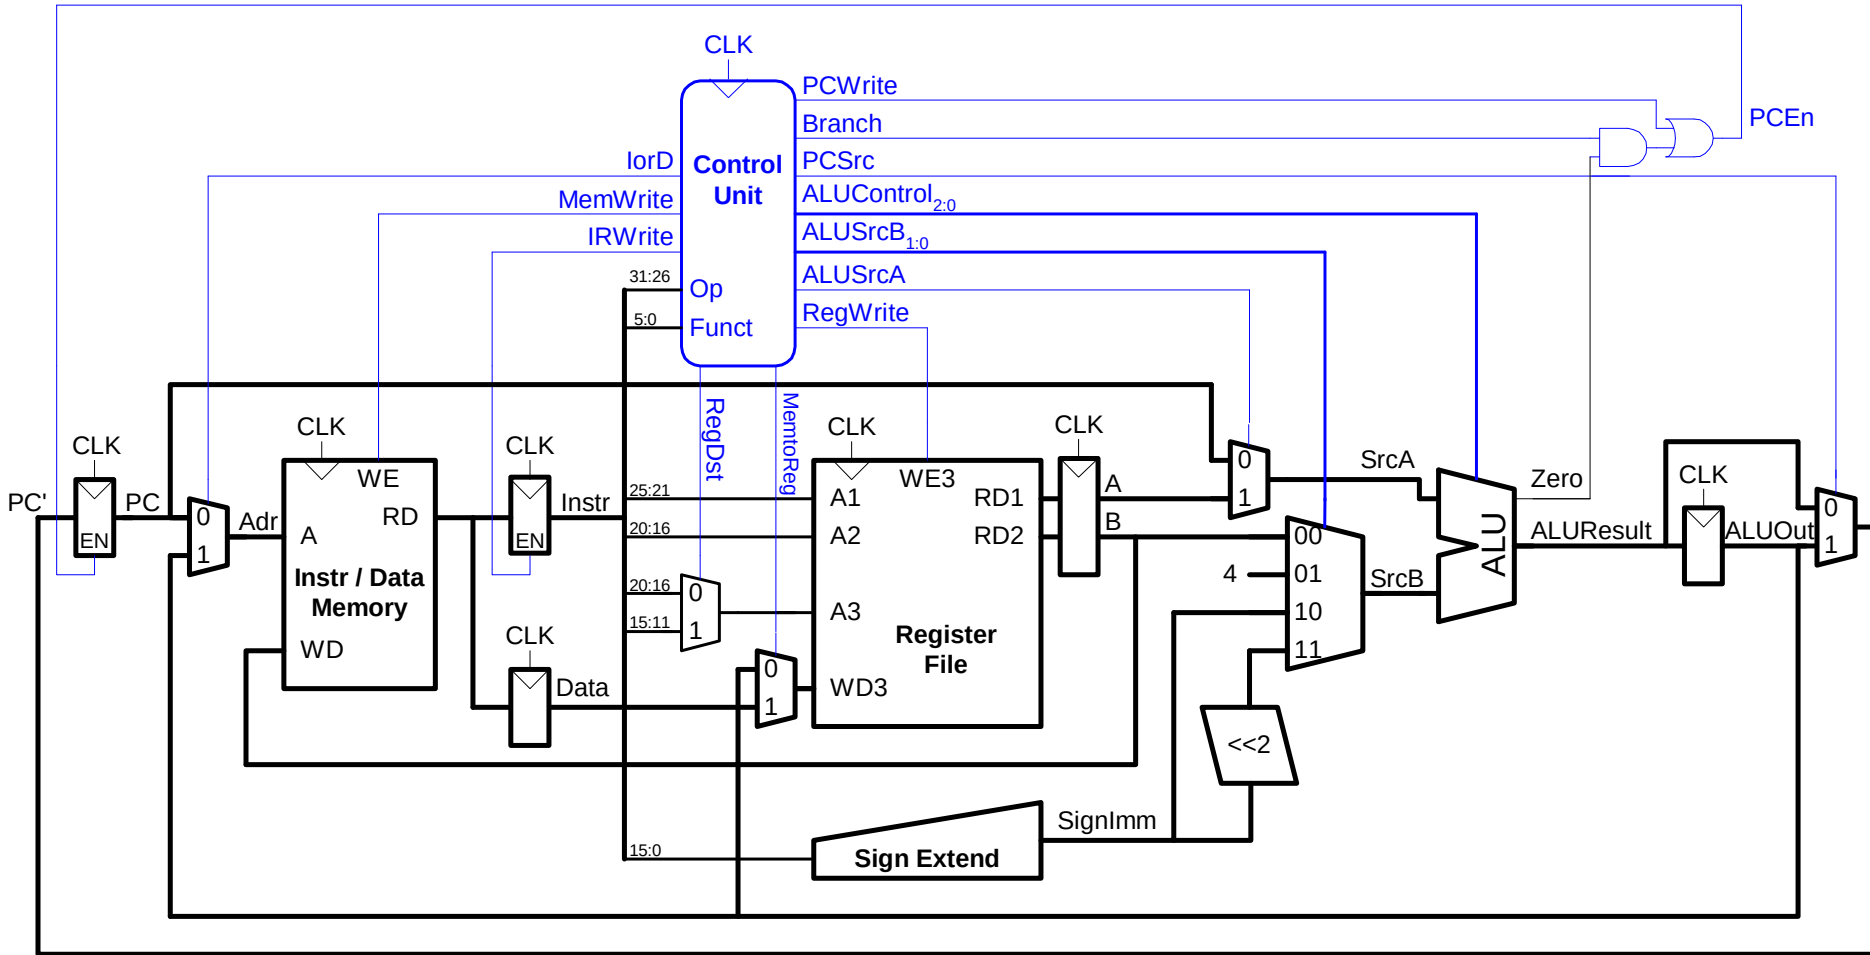 CLK
PCWrite
Branch
PCEn
IorD
Control
Unit
PCSrc
MemWrite
ALUControl2:0
IRWrite
ALUSrcB1:0
31:26
Op
ALUSrcA
5:0
Funct
RegWrite
RegDst
MemtoReg
CLK
CLK
CLK
CLK
CLK
PC'
PC
EN
0
1
Adr
WE
A
RD
Instr / Data
Memory
WD
EN
Instr
25:21
20:16
20:16
15:11
0
1
A1
A2
A3
WD3
WE3
RD1
RD2
Register
File
A
B
0
1
SrcA
4
00
01
10
11
SrcB
ALU
Zero
ALUResult
CLK
ALUOut
0
1
CLK
Data
0
1
<<2
SignImm
15:0
Sign Extend